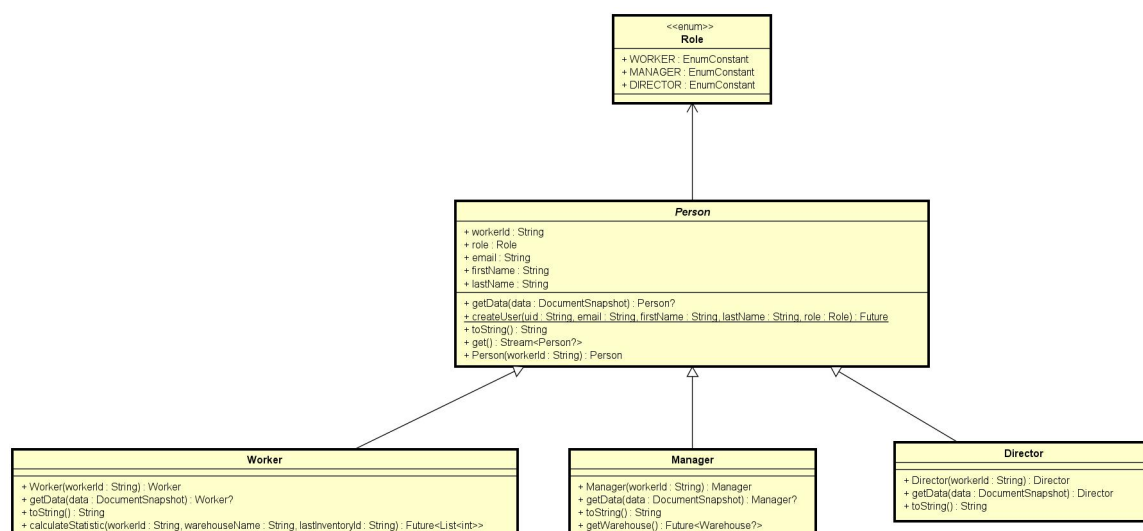 <<enum>>
Role
+ WORKER : EnumConstant
+ MANAGER : EnumConstant
+ DIRECTOR : EnumConstant
Person
+ workerId : String
+ role : Role
+ email : String
+ firstName : String
+ lastName : String
+ getData(data : DocumentSnapshot) : Person?
+ createUser(uid : String, email : String, firstName : String, lastName : String, role : Role) : Future
+ toString() : String
+ get() : Stream<Person?>
+ Person(workerId : String) : Person
Worker
+ Worker(workerId : String) : Worker
+ getData(data : DocumentSnapshot) : Worker?
+ toString() : String
+ calculateStatistic(workerId : String, warehouseName : String, lastInventoryId : String) : Future<List<int>>
Manager
+ Manager(workerId : String) : Manager
+ getData(data : DocumentSnapshot) : Manager?
+ toString() : String
+ getWarehouse() : Future<Warehouse?>
Director
+ Director(workerId : String) : Director
+ getData(data : DocumentSnapshot) : Director
+ toString() : String